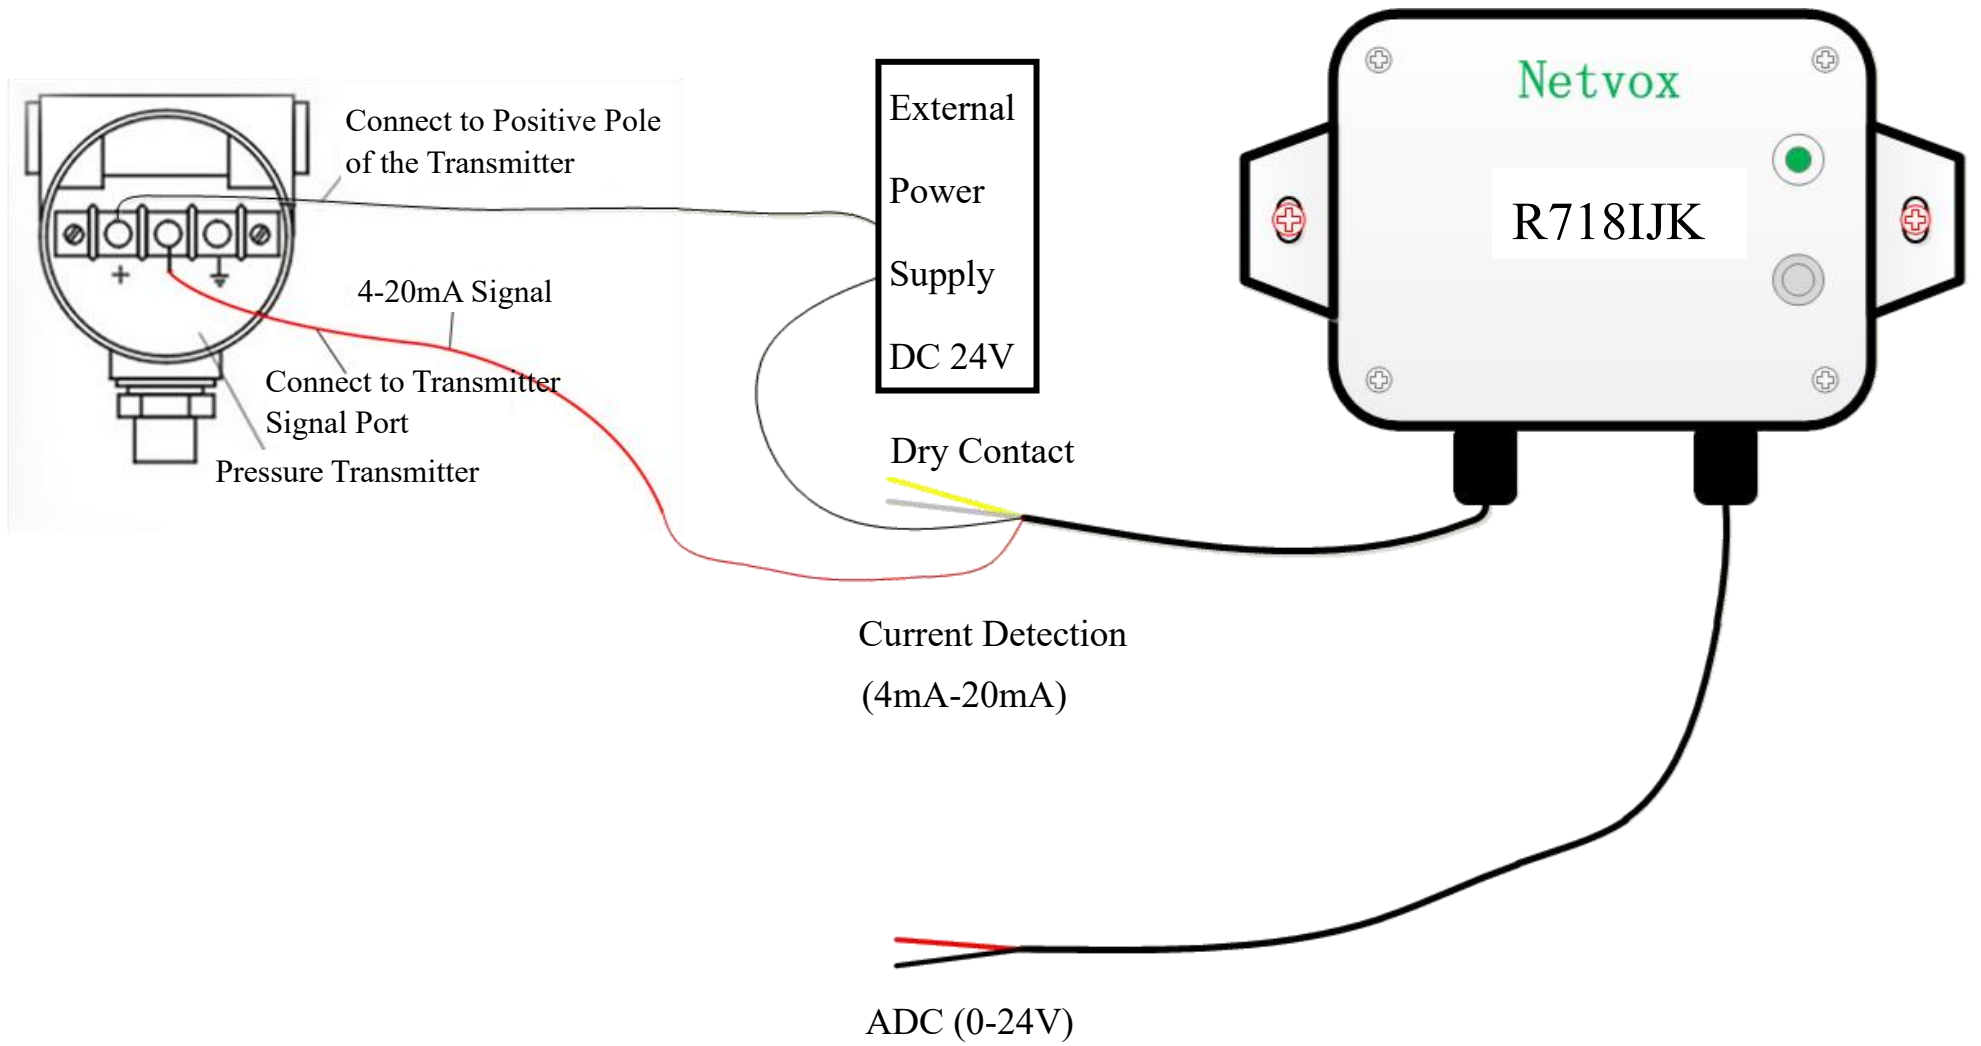 Connect to Positive Pole
of the Transmitter
+
4-20mA Signal
Connect to Transmitter
Signal Port
Pressure Transmitter
External
Power
Supply
DC 24V
Dry Contact
Current Detection
(4mA-20mA)
ADC (0-24V)
Netvox
R718IJK